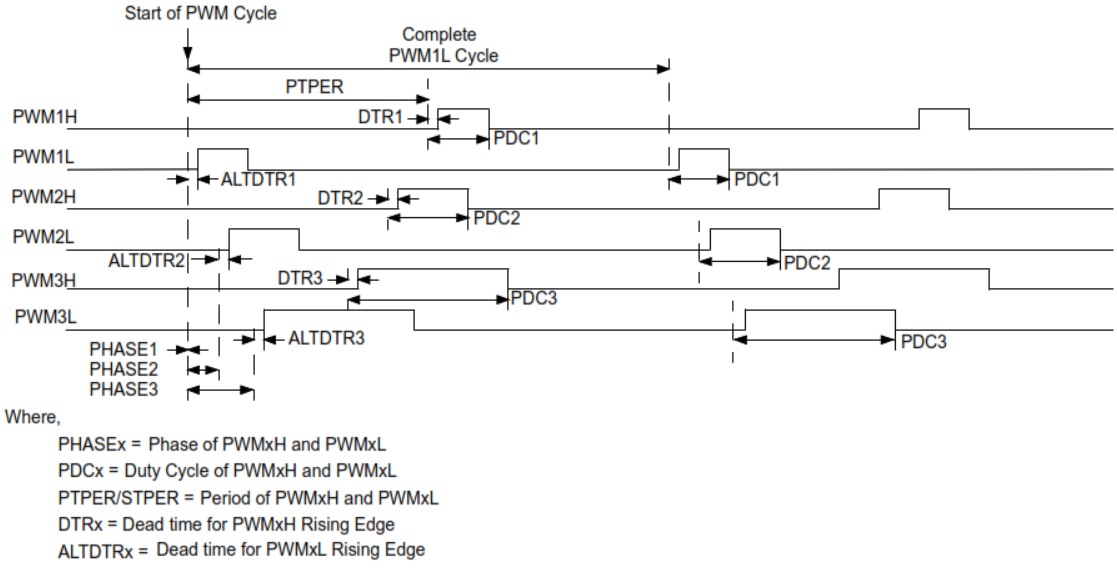 Start of PWM Cycle
Complete
PWM1L Cycle
PTPER
PWM1H
DTR1
PDC1
PWM1L
ALTDTR1
PDC1
PWM2H
DTR2
PDC2
PWM2L
ALTDTR2
PDC2
PWM3H
DTR3
PDC3
PWM3L
ALTDTR3
PDC3
PHASE1
PHASE2
PHASE3
Where,
PHASEx = Phase of PWMxH and PWMxL
PDCx = Duty Cycle of PWMxH and PWMxL
PTPER/STPER = Period of PWMxH and PWMxL
DTRx = Dead time for PWMxH Rising Edge
ALTDTRx = Dead time for PWMxL Rising Edge